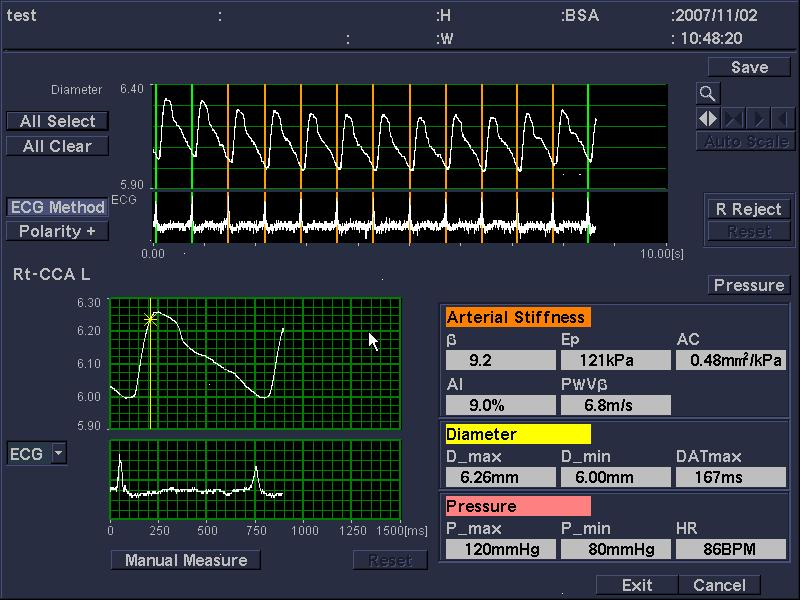 test : :H :BSA :2007/11/02
: :W : 10:48:20
Save
Diameter 6.40
All Select
All Clear
Auto Scale
5.90
ECG
ECG Method
Polarity +
R Reject
Reset
0.00 10.00[s]
Rt-CCA L
Pressure
6.30
6.20
6.10
6.00
5.90
Arterial Stiffness
β Ep AC
9.2 121kPa 0.48mm²/kPa
AI PWVβ
9.0% 6.8m/s
Diameter
D_max D_min DATmax
6.26mm 6.00mm 167ms
Pressure
P_max P_min HR
120mmHg 80mmHg 86BPM
ECG
0 250 500 750 1000 1250 1500[ms]
Manual Measure Reset
Exit Cancel